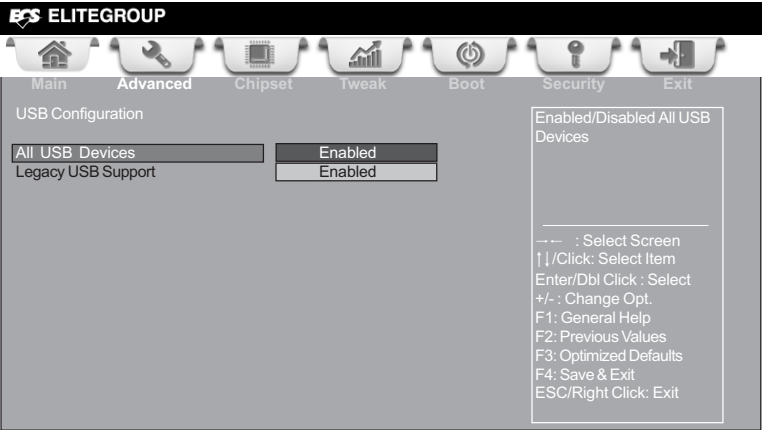 ECS ELITEGROUP
Main Advanced Chipset Tweak Boot Security Exit
USB Configuration
All USB Devices Enabled
Legacy USB Support Enabled
Enabled/Disabled All USB
Devices
→← : Select Screen
↑↓/Click: Select Item
Enter/Dbl Click : Select
+/- : Change Opt.
F1: General Help
F2: Previous Values
F3: Optimized Defaults
F4: Save & Exit
ESC/Right Click: Exit